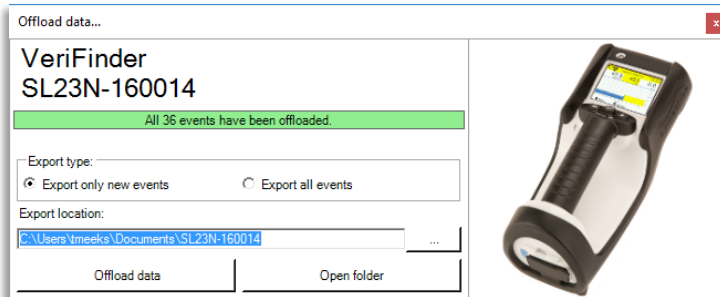 Offload data...
x
VeriFinder
SL23N-160014
All 36 events have been offloaded.
Export type:
Export only new events
Export all events
Export location:
C:\Users\tmeeks\Documents\SL23N-160014
...
Offload data
Open folder